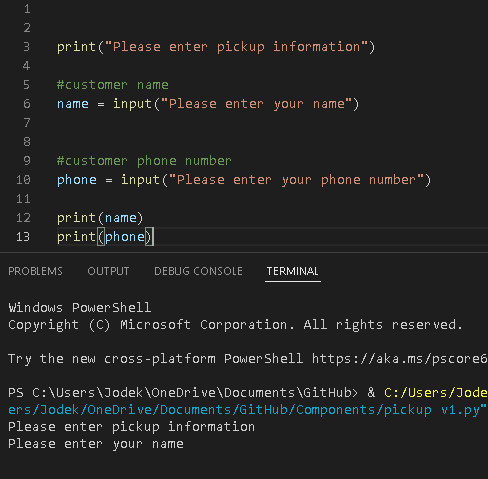 1
2
3 print("Please enter pickup information")
4
5 #customer name
6 name = input("Please enter your name")
7
8
9 #customer phone number
10 phone = input("Please enter your phone number")
11
12 print(name)
13 print(phone)
PROBLEMS OUTPUT DEBUG CONSOLE TERMINAL
Windows PowerShell
Copyright (C) Microsoft Corporation. All rights reserved.
Try the new cross-platform PowerShell https://aka.ms/pscore6
PS C:\Users\Jodek\OneDrive\Documents\GitHub> & C:/Users/Jode
ers/Jodek/OneDrive/Documents/GitHub/Components/pickup v1.py"
Please enter pickup information
Please enter your name